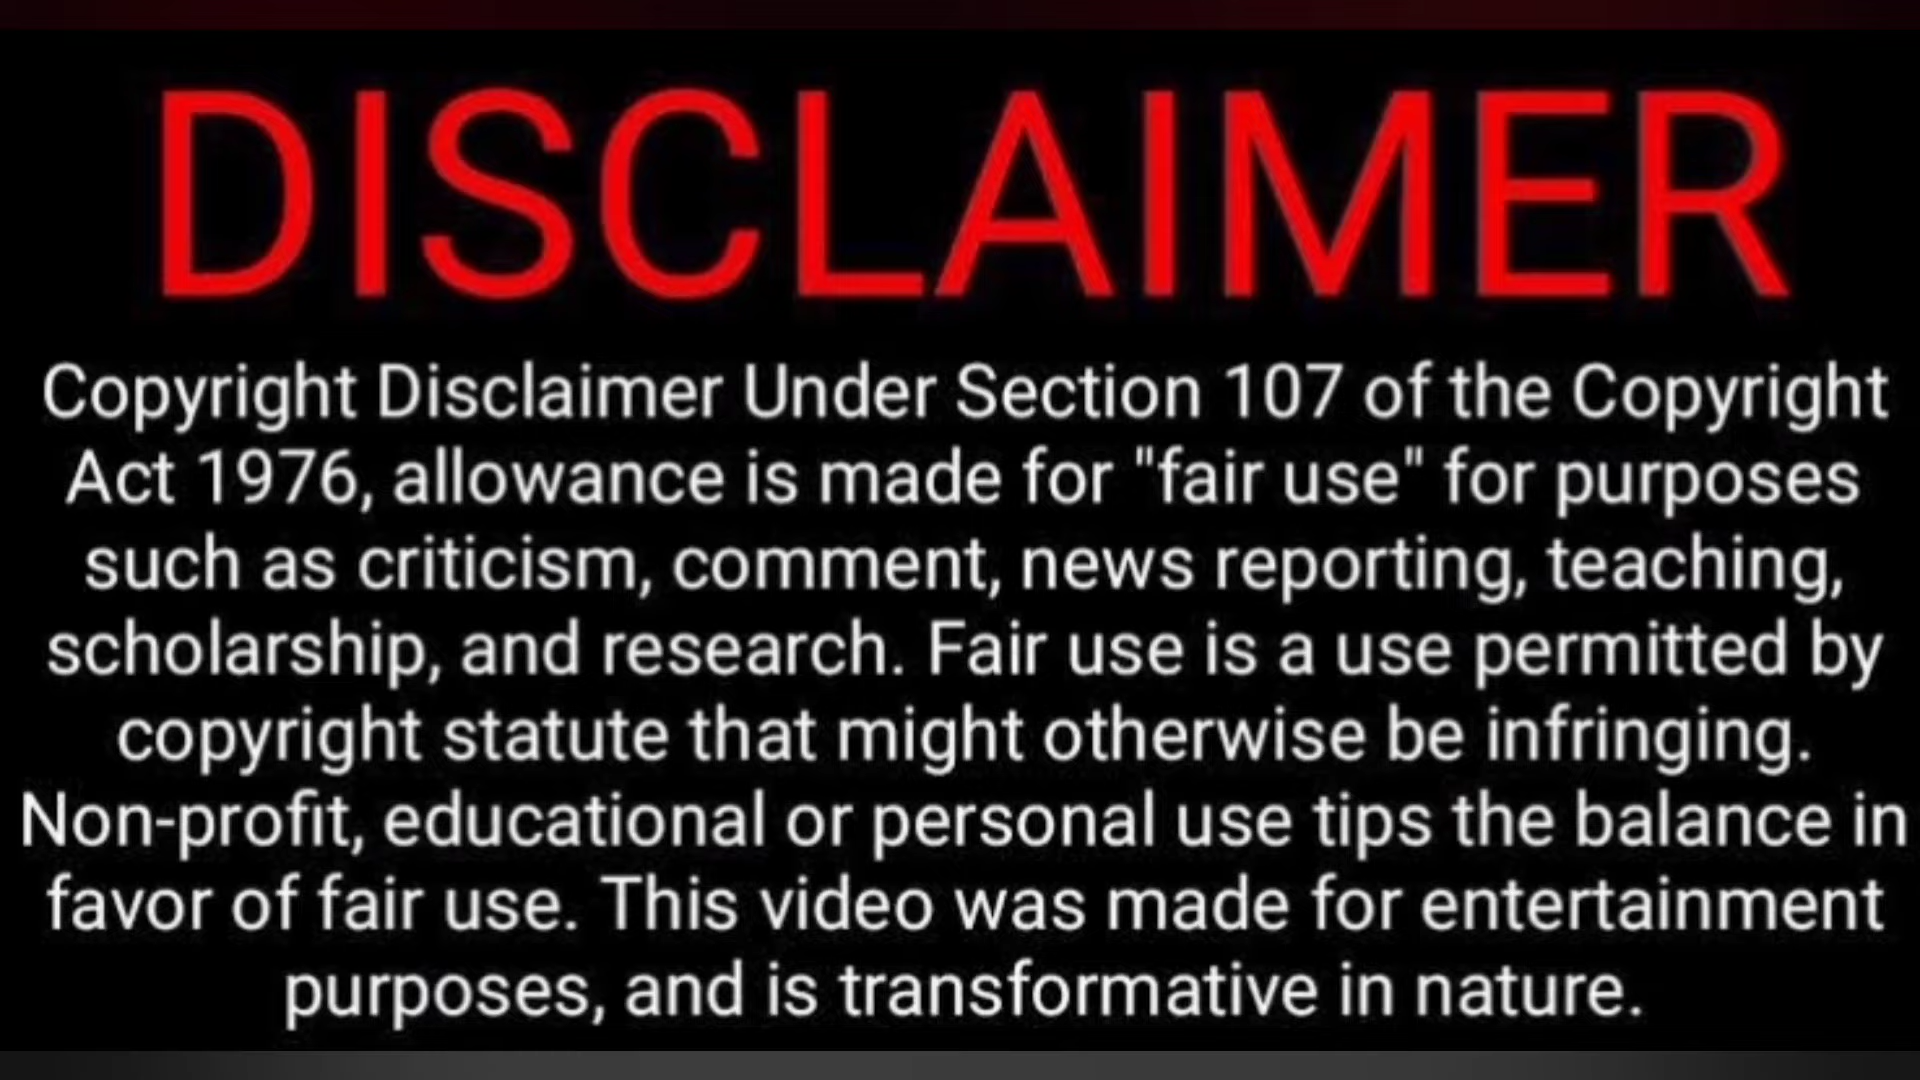 DISCLAIMER
Copyright Disclaimer Under Section 107 of the Copyright
Act 1976, allowance is made for "fair use" for purposes
such as criticism, comment, news reporting, teaching,
scholarship, and research. Fair use is a use permitted by
copyright statute that might otherwise be infringing.
Non-profit, educational or personal use tips the balance in
favor of fair use. This video was made for entertainment
purposes, and is transformative in nature.